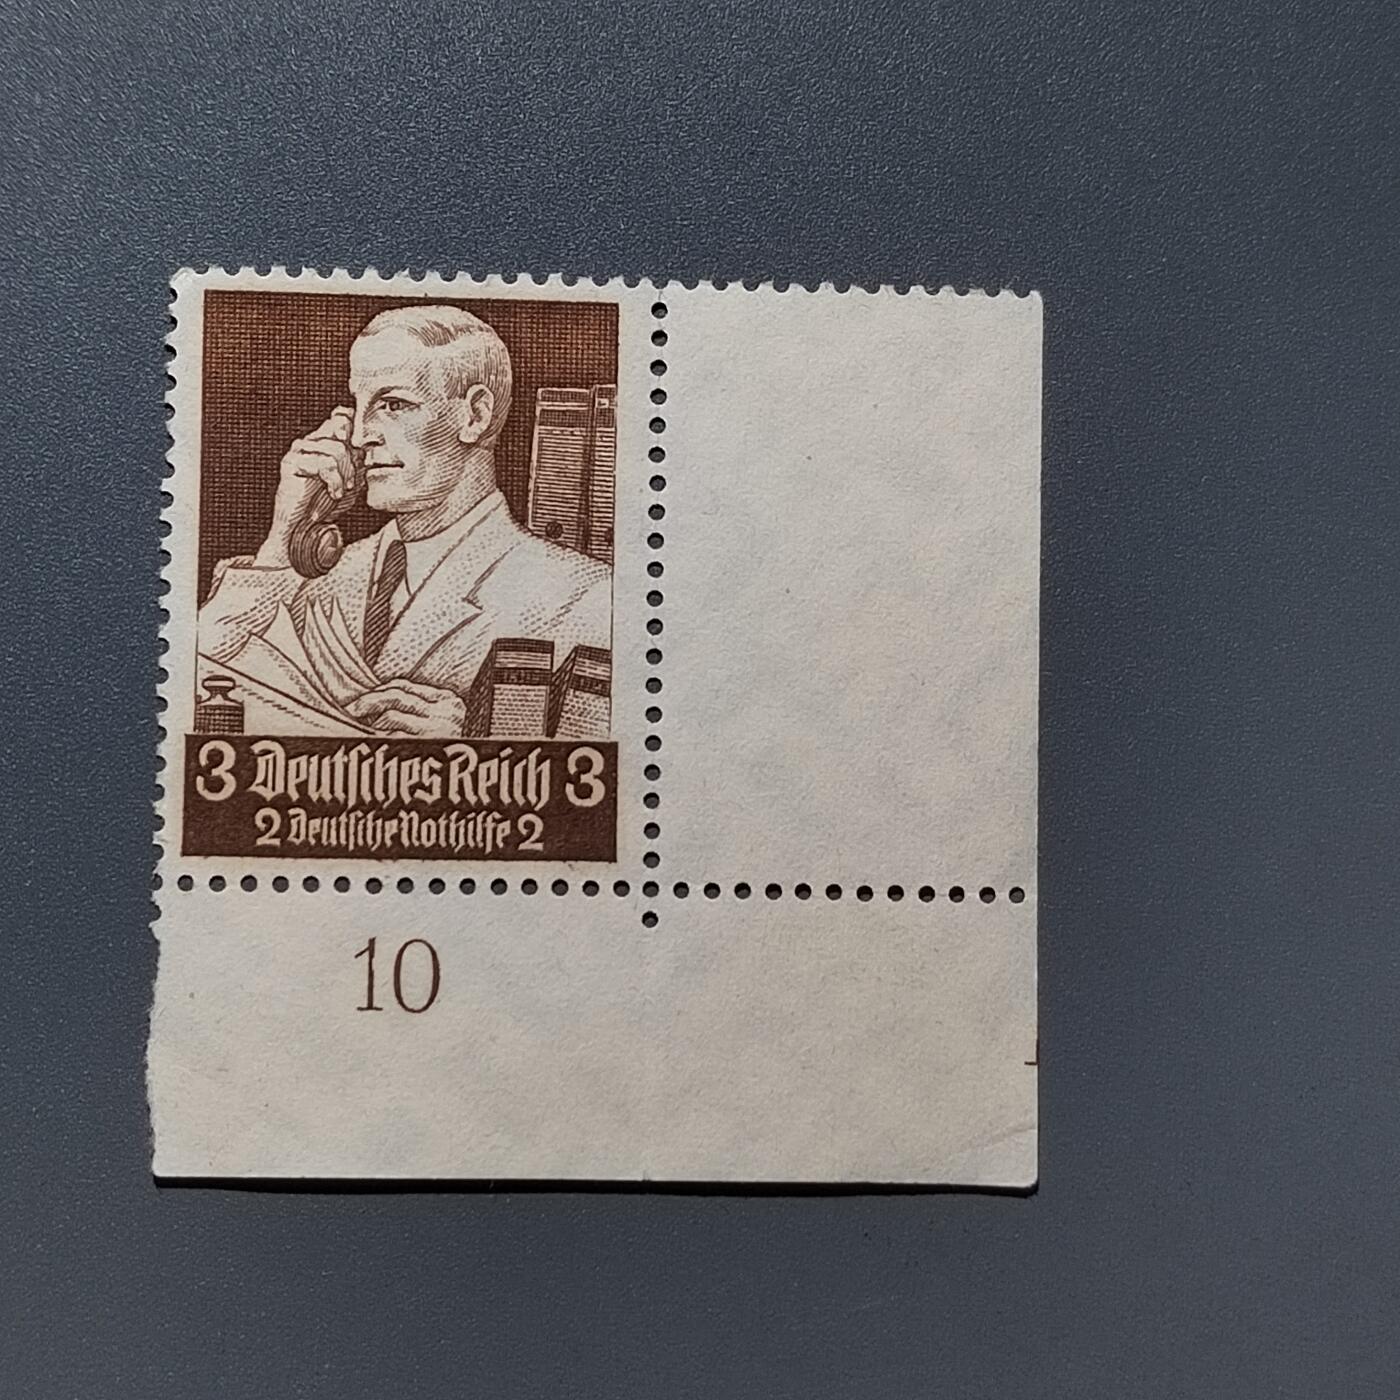 3 Deutsches Reich 3
2 Deutsche Nothilfe 2
10